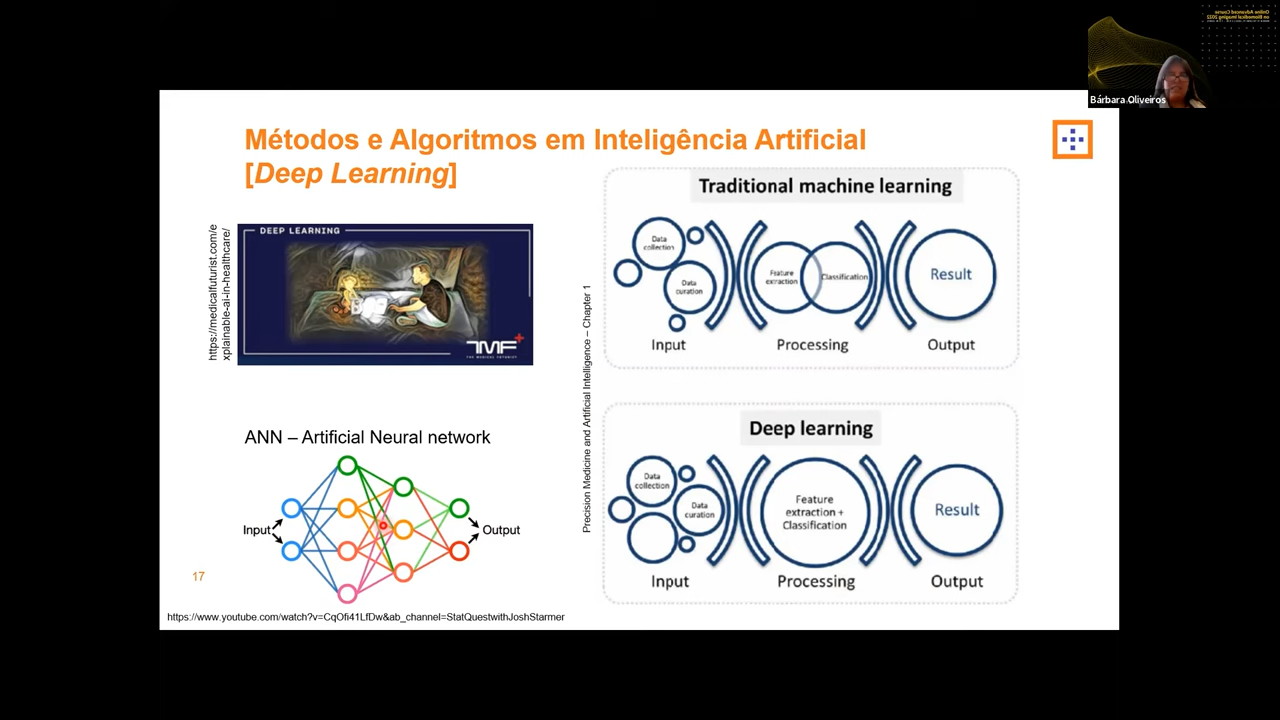 Bárbara Oliveiros
Métodos e Algoritmos em Inteligência Artificial
[Deep Learning]
https://medicalfuturist.com/e
xplainable-ai-in-healthcare/
DEEP LEARNING
TMF+
THE MEDICAL FUTURIST
ANN – Artificial Neural network
Input
Output
17
https://www.youtube.com/watch?v=CqOfi41LfDw&ab_channel=StatQuestwithJoshStarmer
Precision Medicine and Artificial Intelligence – Chapter 1
Traditional machine learning
Data
collection
Data
curation
Feature
extraction
Classification
Result
Input
Processing
Output
Deep learning
Data
collection
Data
curation
Feature
extraction +
Classification
Result
Input
Processing
Output